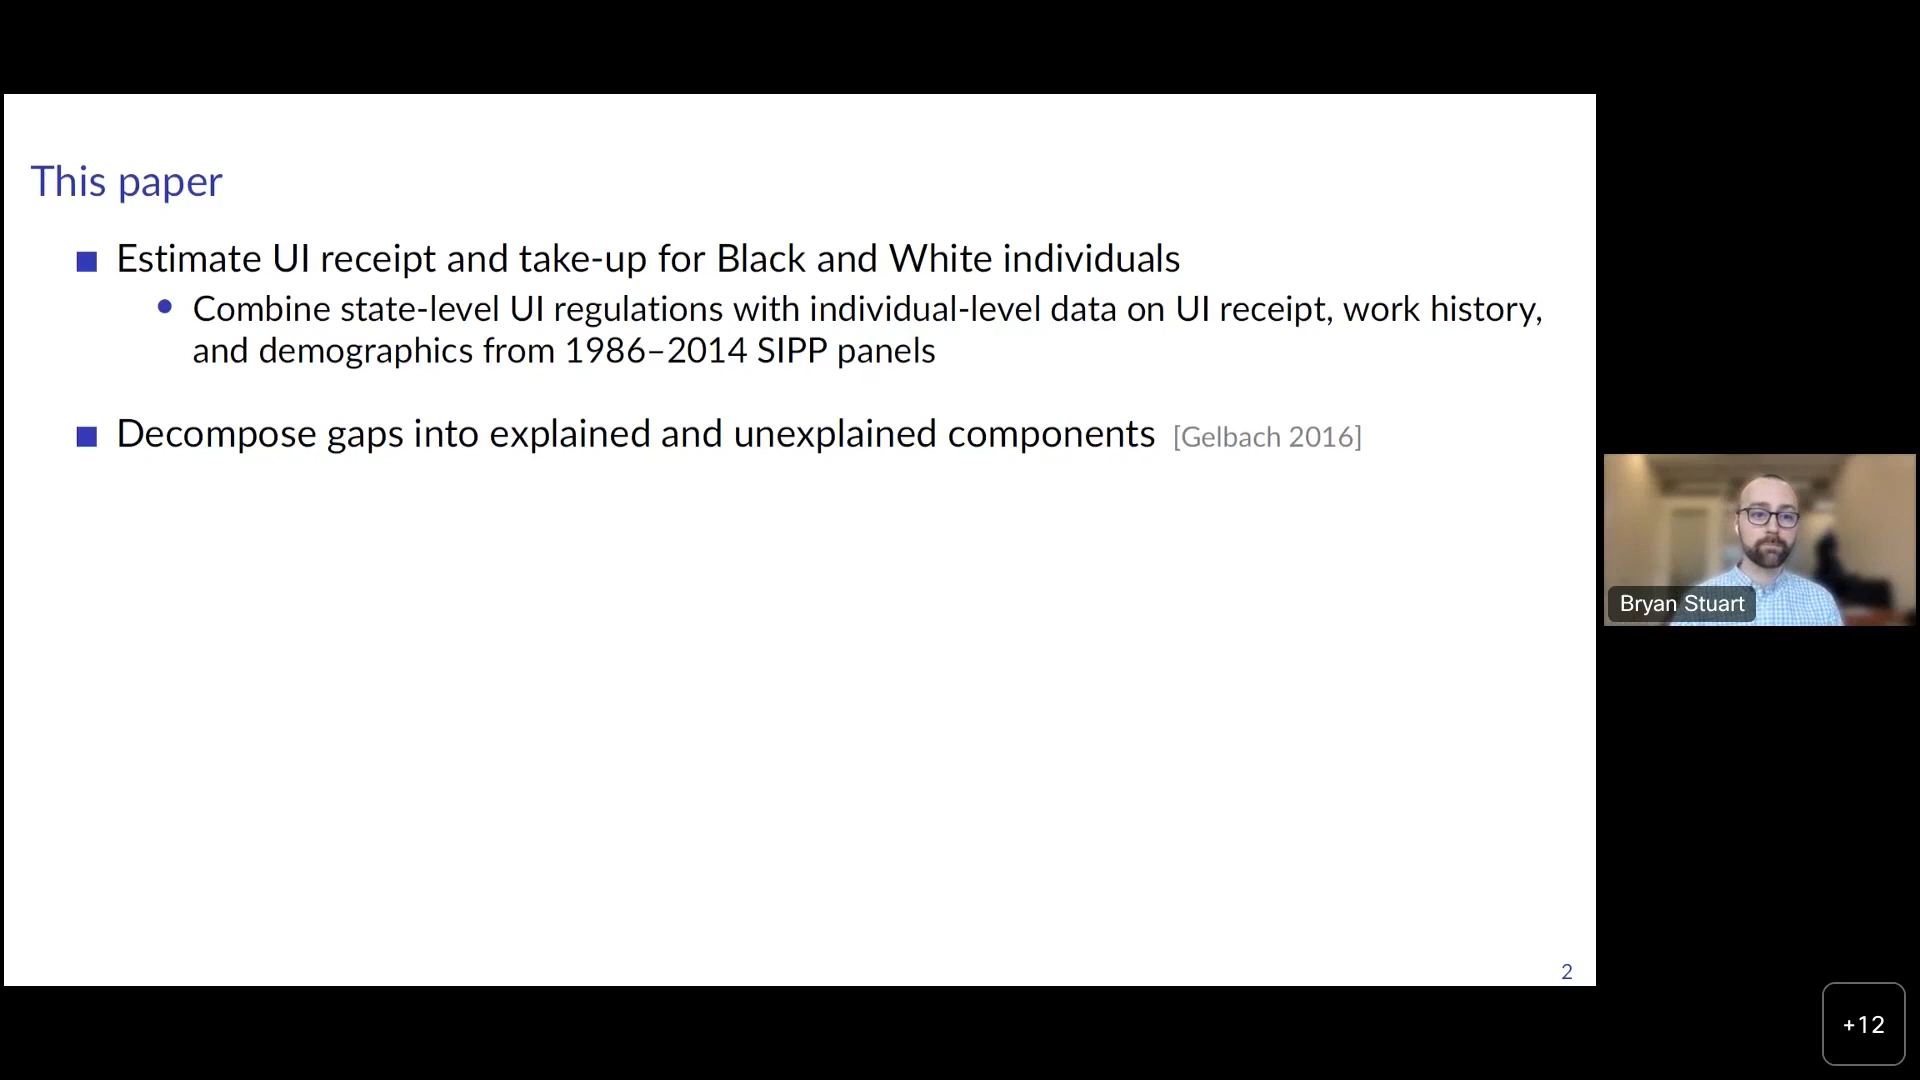 This paper
Estimate UI receipt and take-up for Black and White individuals
Combine state-level UI regulations with individual-level data on UI receipt, work history,
and demographics from 1986–2014 SIPP panels
Decompose gaps into explained and unexplained components [Gelbach 2016]
Bryan Stuart
2
+12